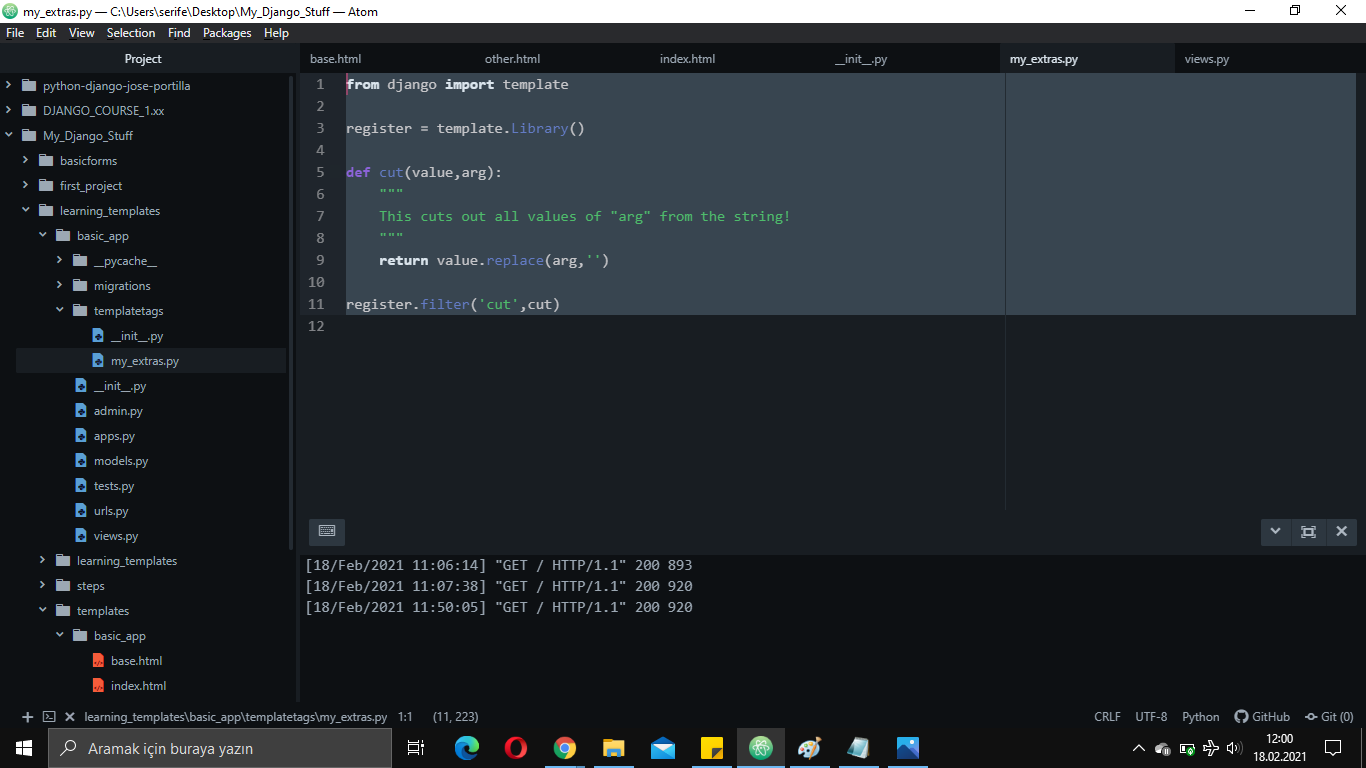 my_extras.py — C:\Users\serife\Desktop\My_Django_Stuff — Atom
File Edit View Selection Find Packages Help
Project
python-django-jose-portilla
DJANGO_COURSE_1.xx
My_Django_Stuff
basicforms
first_project
learning_templates
basic_app
__pycache__
migrations
templatetags
__init__.py
my_extras.py
__init__.py
admin.py
apps.py
models.py
tests.py
urls.py
views.py
learning_templates
steps
templates
basic_app
base.html
index.html
base.html other.html index.html __init__.py my_extras.py views.py
1 from django import template
2
3 register = template.Library()
4
5 def cut(value,arg):
6     """
7     This cuts out all values of "arg" from the string!
8     """
9     return value.replace(arg,'')
10
11 register.filter('cut',cut)
12
[18/Feb/2021 11:06:14] "GET / HTTP/1.1" 200 893
[18/Feb/2021 11:07:38] "GET / HTTP/1.1" 200 920
[18/Feb/2021 11:50:05] "GET / HTTP/1.1" 200 920
learning_templates\basic_app\templatetags\my_extras.py 1:1 (11, 223) CRLF UTF-8 Python GitHub Git (0)
Aramak için buraya yazın
12:00
18.02.2021